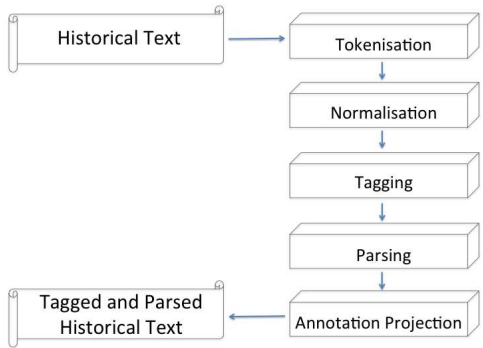 Historical Text
Tokenisation
Normalisation
Tagging
Parsing
Annotation Projection
Tagged and Parsed
Historical Text